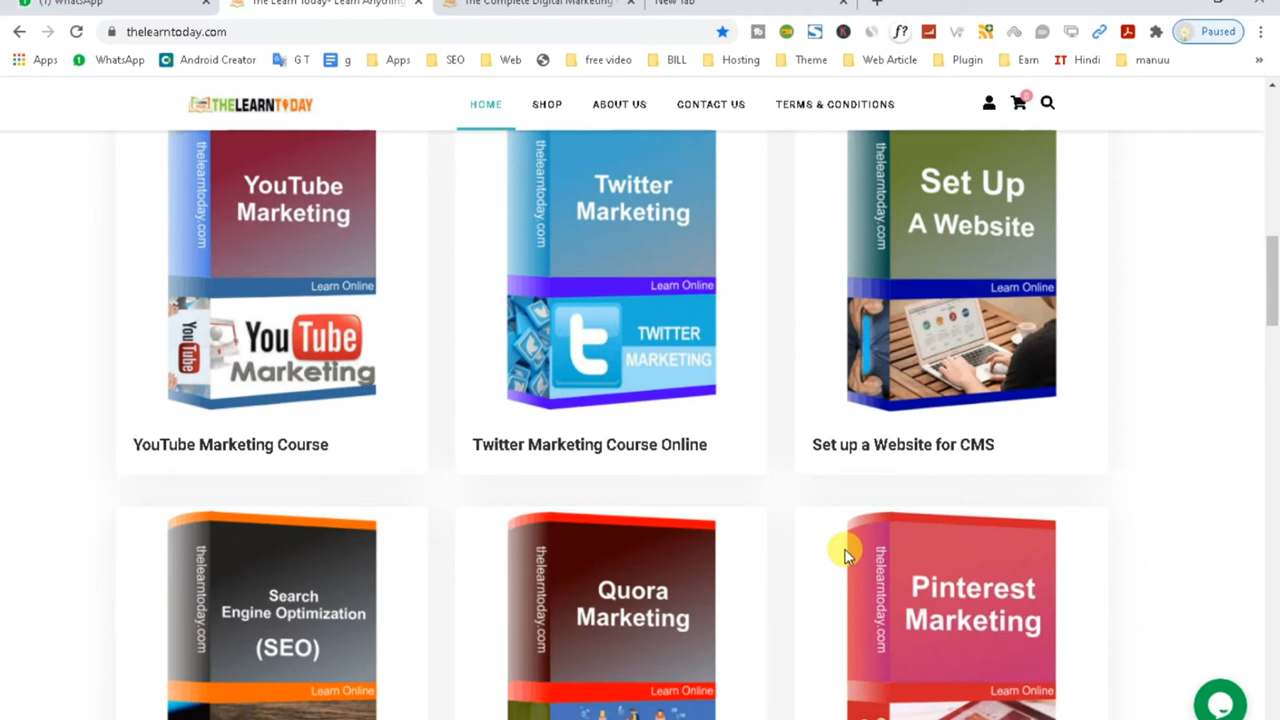 WhatsApp
The Learn Today- Learn Anything
The Complete Digital Marketing
New Tab
thelearntoday.com
Paused
Apps
WhatsApp
Android Creator
G T
g
Apps
SEO
Web
free video
BILL
Hosting
Theme
Web Article
Plugin
Earn
IT Hindi
manuu
»
THELEARNTODAY
HOME
SHOP
ABOUT US
CONTACT US
TERMS & CONDITIONS
0
thelearntoday.com
YouTube
Marketing
Learn Online
YouTube
YouTube
Marketing
YouTube Marketing Course
thelearntoday.com
Twitter
Marketing
Learn Online
TWITTER
MARKETING
Twitter Marketing Course Online
thelearntoday.com
Set Up
A Website
Learn Online
Set up a Website for CMS
thelearntoday.com
Search
Engine Optimization
(SEO)
Learn Online
thelearntoday.com
Quora
Marketing
Learn Online
thelearntoday.com
Pinterest
Marketing
Learn Online